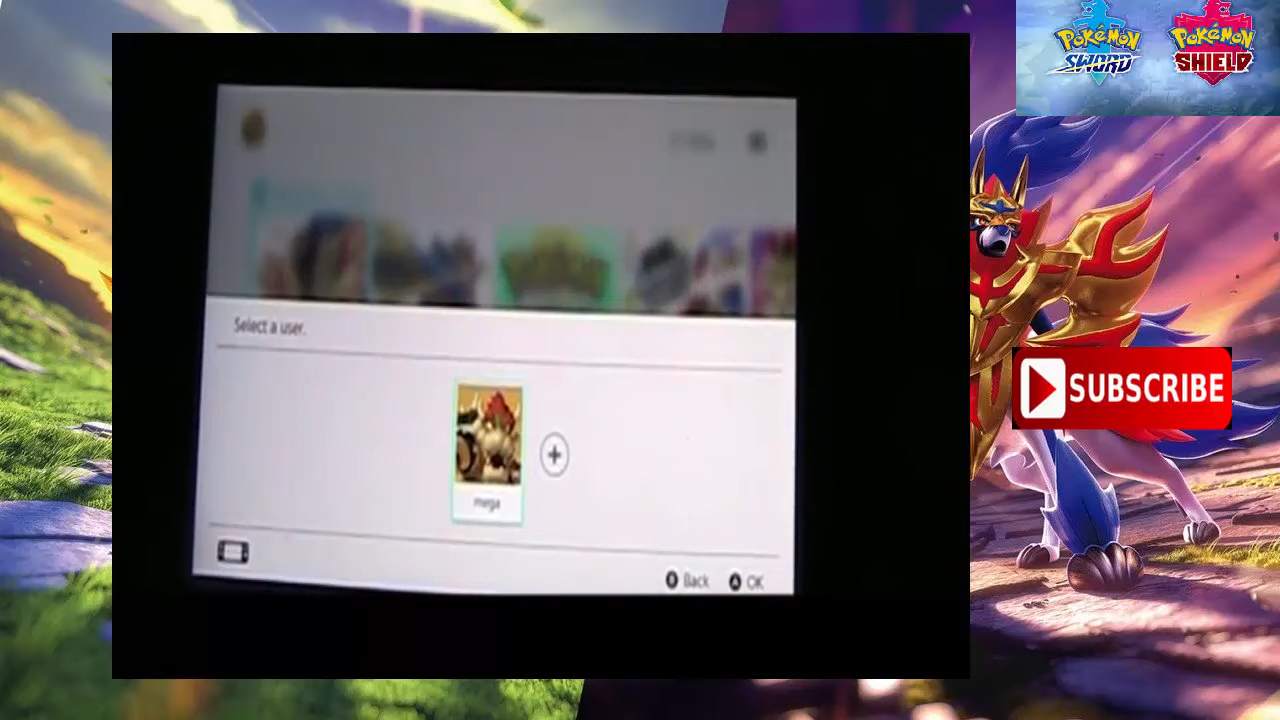 POKéMON
SWORD
POKéMON
SHIELD
Select a user.
mega
Back
OK
SUBSCRIBE